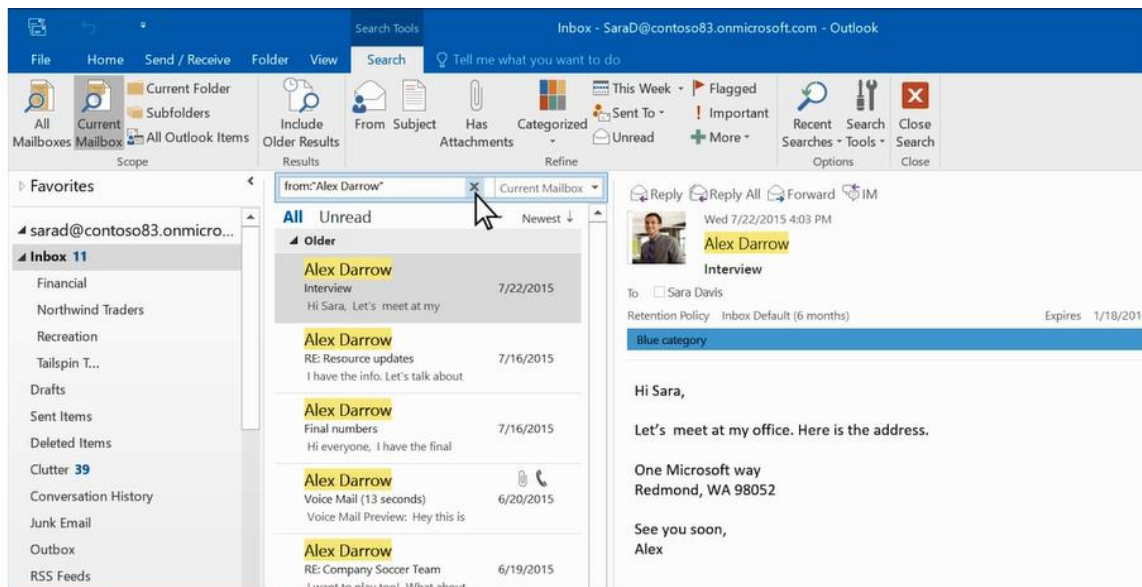 Search Tools
Inbox - SaraD@contoso83.onmicrosoft.com - Outlook
File Home Send / Receive Folder View Search Tell me what you want to do
All Mailboxes
Current Mailbox
Current Folder
Subfolders
All Outlook Items
Scope
Include Older Results
Results
From
Subject
Has Attachments
Categorized
This Week
Sent To
Unread
Flagged
Important
More
Refine
Recent Searches
Search Tools
Options
Close Search
Close
Favorites
sarad@contoso83.onmicro...
Inbox 11
Financial
Northwind Traders
Recreation
Tailspin T...
Drafts
Sent Items
Deleted Items
Clutter 39
Conversation History
Junk Email
Outbox
RSS Feeds
from:"Alex Darrow" Current Mailbox
All Unread Newest ↓
Older
Alex Darrow
Interview 7/22/2015
Hi Sara, Let's meet at my
Alex Darrow
RE: Resource updates 7/16/2015
I have the info. Let's talk about
Alex Darrow
Final numbers 7/16/2015
Hi everyone, I have the final
Alex Darrow
Voice Mail (13 seconds) 6/20/2015
Voice Mail Preview: Hey this is
Alex Darrow
RE: Company Soccer Team 6/19/2015
I want to play too! What about
Reply Reply All Forward IM
Wed 7/22/2015 4:03 PM
Alex Darrow
Interview
To Sara Davis
Retention Policy Inbox Default (6 months) Expires 1/18/201
Blue category
Hi Sara,
Let's meet at my office. Here is the address.
One Microsoft way
Redmond, WA 98052
See you soon,
Alex